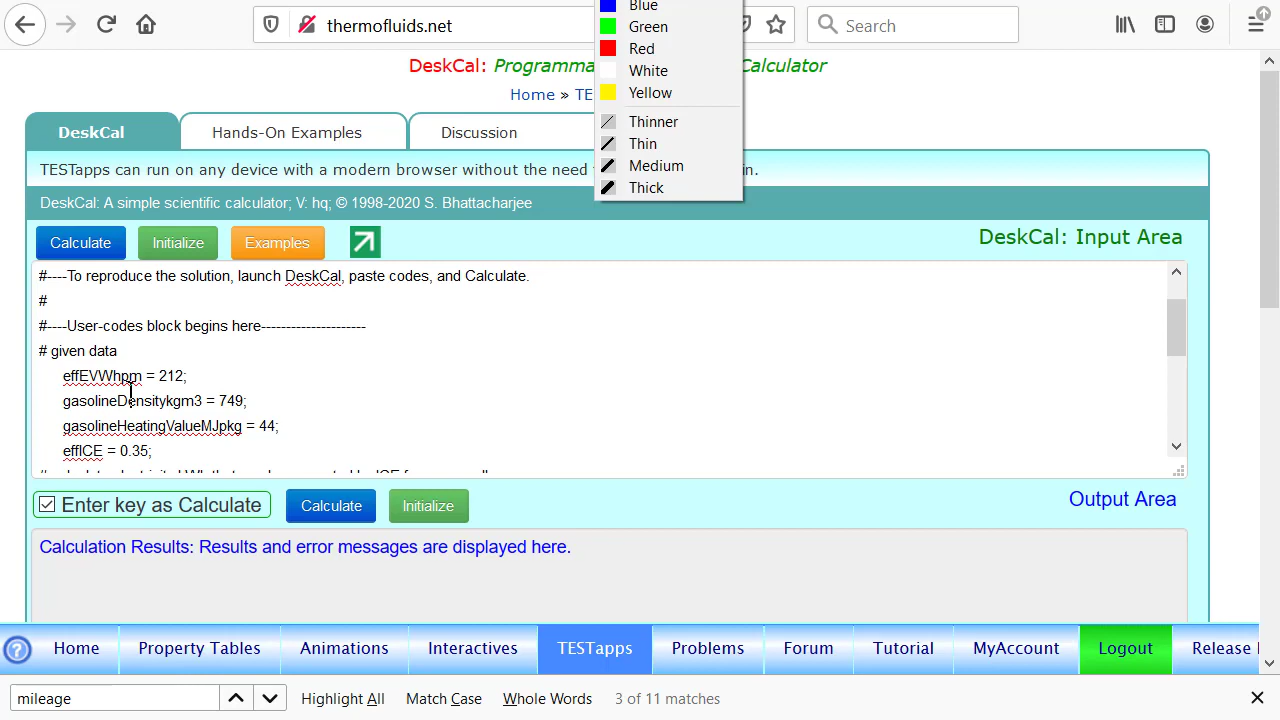 thermofluids.net
Search
Blue
Green
Red
White
Yellow
Thinner
Thin
Medium
Thick
DeskCal: Programma Calculator
Home » TE
DeskCal
Hands-On Examples
Discussion
TESTapps can run on any device with a modern browser without the need in.
DeskCal: A simple scientific calculator; V: hq; © 1998-2020 S. Bhattacharjee
Calculate
Initialize
Examples
DeskCal: Input Area
#----To reproduce the solution, launch DeskCal, paste codes, and Calculate.
#
#----User-codes block begins here---------------------
# given data
effEVWhpm = 212;
gasolineDensitykgm3 = 749;
gasolineHeatingValueMJpkg = 44;
effICE = 0.35;
Enter key as Calculate
Calculate
Initialize
Output Area
Calculation Results: Results and error messages are displayed here.
Home
Property Tables
Animations
Interactives
TESTapps
Problems
Forum
Tutorial
MyAccount
Logout
Release
mileage
Highlight All
Match Case
Whole Words
3 of 11 matches